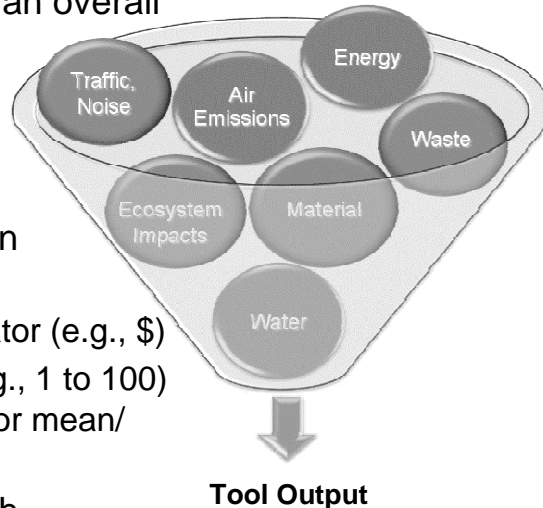 an overall
Energy
Traffic,
Noise
Air
Emissions
Waste
Ecosystem
Impacts
Material
n
Water
tor (e.g., $)
g., 1 to 100)
or mean/
Tool Output